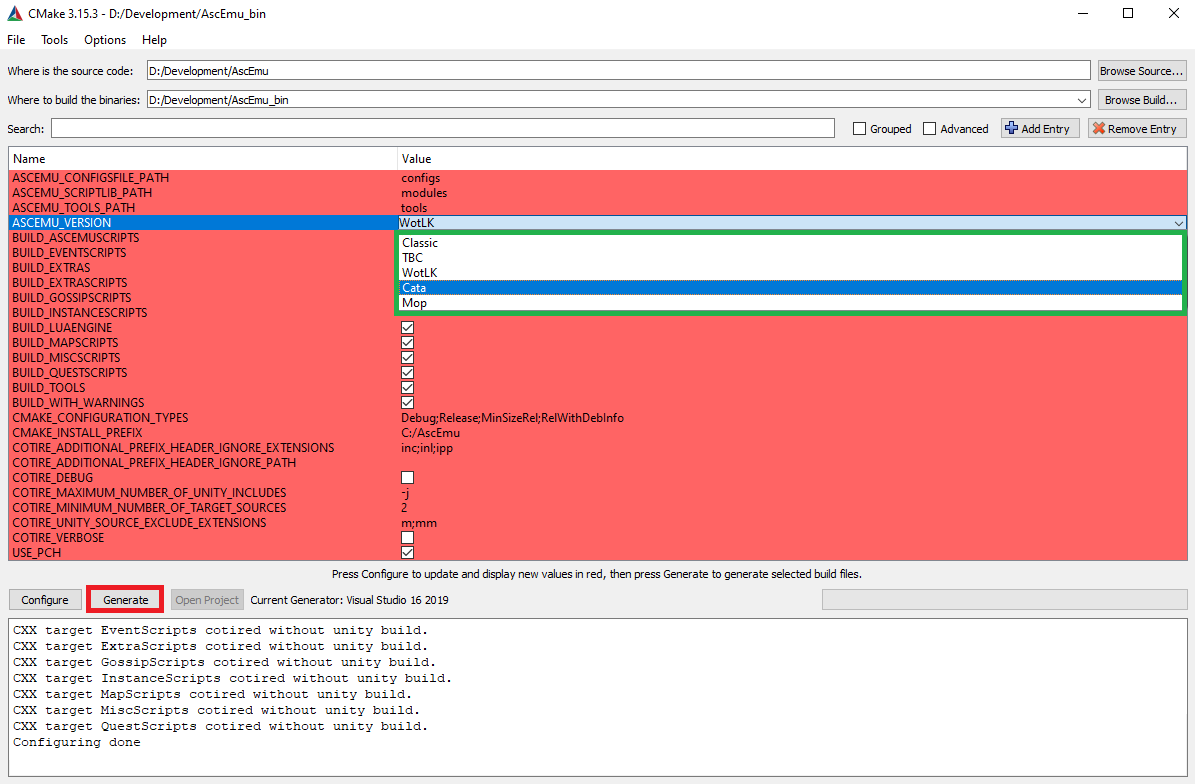 CMake 3.15.3 - D:/Development/AscEmu_bin
File Tools Options Help
Where is the source code: D:/Development/AscEmu Browse Source...
Where to build the binaries: D:/Development/AscEmu_bin Browse Build...
Search: Grouped Advanced Add Entry Remove Entry
Name Value
ASCEMU_CONFIGSFILE_PATH configs
ASCEMU_SCRIPTLIB_PATH modules
ASCEMU_TOOLS_PATH tools
ASCEMU_VERSION WotLK
BUILD_ASCEMUSCRIPTS Classic
BUILD_EVENTSCRIPTS TBC
BUILD_EXTRAS WotLK
BUILD_EXTRASCRIPTS Cata
BUILD_GOSSIPSCRIPTS Mop
BUILD_INSTANCESCRIPTS
BUILD_LUAENGINE
BUILD_MAPSCRIPTS
BUILD_MISCSCRIPTS
BUILD_QUESTSCRIPTS
BUILD_TOOLS
BUILD_WITH_WARNINGS
CMAKE_CONFIGURATION_TYPES Debug;Release;MinSizeRel;RelWithDebInfo
CMAKE_INSTALL_PREFIX C:/AscEmu
COTIRE_ADDITIONAL_PREFIX_HEADER_IGNORE_EXTENSIONS inc;inl;ipp
COTIRE_ADDITIONAL_PREFIX_HEADER_IGNORE_PATH
COTIRE_DEBUG
COTIRE_MAXIMUM_NUMBER_OF_UNITY_INCLUDES -j
COTIRE_MINIMUM_NUMBER_OF_TARGET_SOURCES 2
COTIRE_UNITY_SOURCE_EXCLUDE_EXTENSIONS m;mm
COTIRE_VERBOSE
USE_PCH
Press Configure to update and display new values in red, then press Generate to generate selected build files.
Configure Generate Open Project Current Generator: Visual Studio 16 2019
CXX target EventScripts cotired without unity build.
CXX target ExtraScripts cotired without unity build.
CXX target GossipScripts cotired without unity build.
CXX target InstanceScripts cotired without unity build.
CXX target MapScripts cotired without unity build.
CXX target MiscScripts cotired without unity build.
CXX target QuestScripts cotired without unity build.
Configuring done